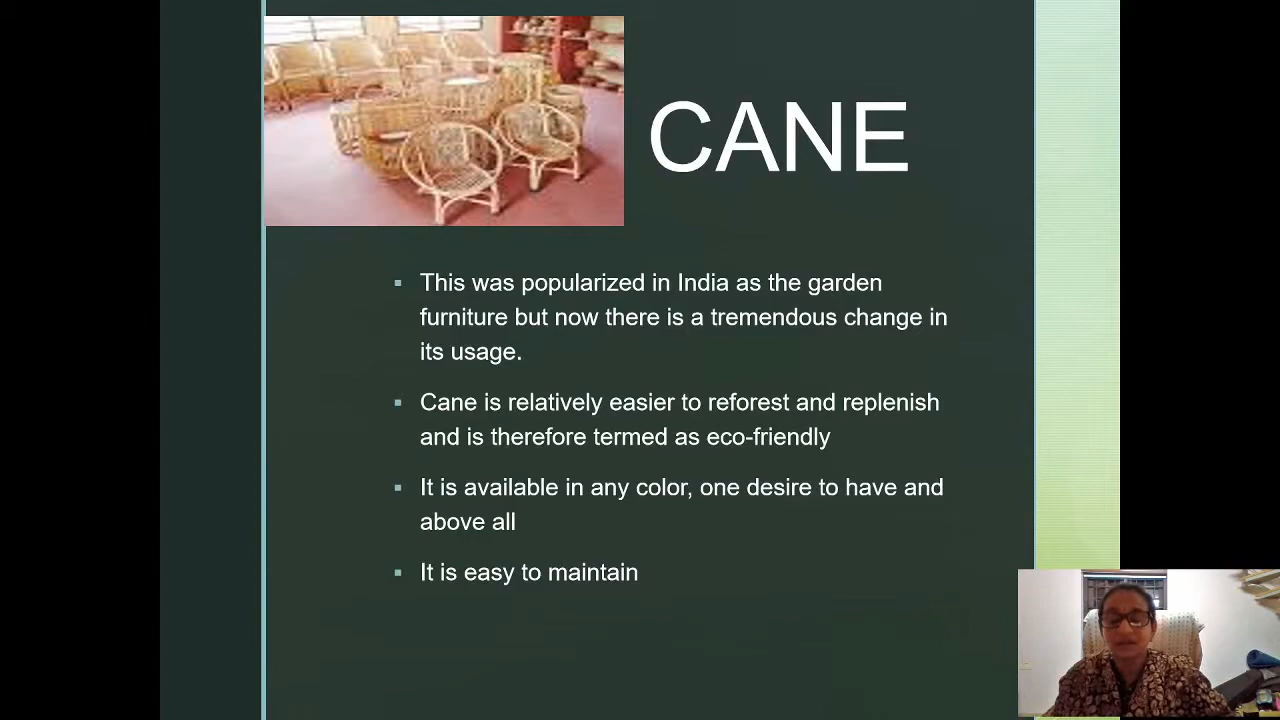 CANE
This was popularized in India as the garden
furniture but now there is a tremendous change in
its usage.
Cane is relatively easier to reforest and replenish
and is therefore termed as eco-friendly
It is available in any color, one desire to have and
above all
It is easy to maintain